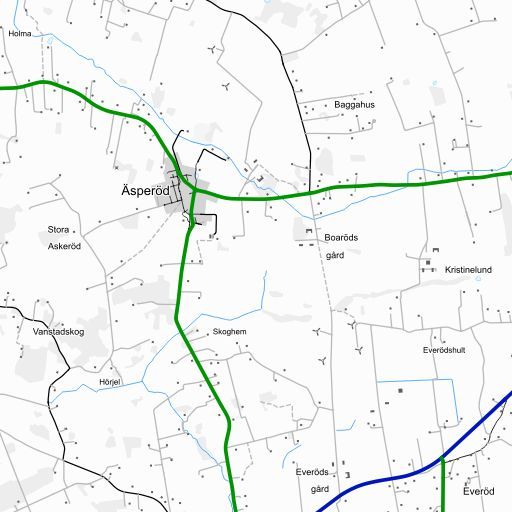 Holma
Baggahus
Äsperöd
Stora
Askeröd
Boaröds
gård
Kristinelund
Vanstadskog
Skoghem
Everödshult
Hörjel
Everöds
gård
Everöd